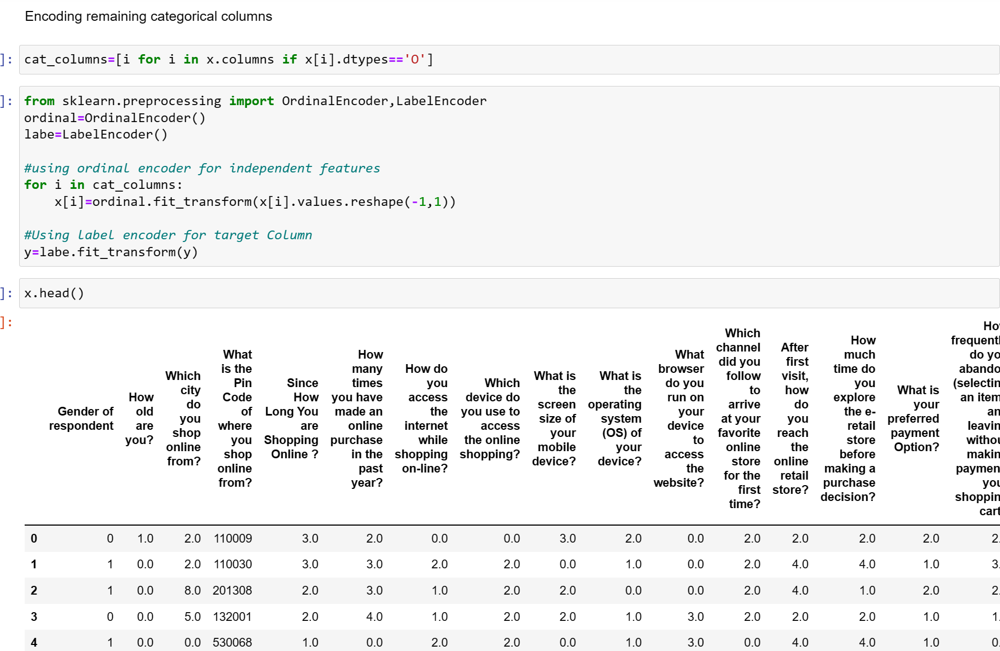 Encoding remaining categorical columns
]: cat_columns=[i for i in x.columns if x[i].dtypes=='O']
]: from sklearn.preprocessing import OrdinalEncoder,LabelEncoder
ordinal=OrdinalEncoder()
labe=LabelEncoder()
#using ordinal encoder for independent features
for i in cat_columns:
    x[i]=ordinal.fit_transform(x[i].values.reshape(-1,1))
#Using label encoder for target Column
y=labe.fit_transform(y)
]: x.head()
]:
Gender of
respondent
How
old
are
you?
Which
city
do
you
shop
online
from?
What
is the
Pin
Code
of
where
you
shop
online
from?
Since
How
Long You
are
Shopping
Online ?
How
many
times
you have
made an
online
purchase
in the
past
year?
How do
you
access
the
internet
while
shopping
on-line?
Which
device do
you use to
access
the online
shopping?
What is
the
screen
size of
your
mobile
device?
What is
the
operating
system
(OS) of
your
device?
What
browser
do you
run on
your
device
to
access
the
website?
Which
channel
did you
follow
to
arrive
at your
favorite
online
store
for the
first
time?
After
first
visit,
how
do
you
reach
the
online
retail
store?
How
much
time do
you
explore
the e-
retail
store
before
making a
purchase
decision?
What is
your
preferred
payment
Option?
do
an
cart
0 0 1.0 2.0 110009 3.0 2.0 0.0 0.0 3.0 2.0 0.0 2.0 2.0 2.0 2.0 2.
1 1 0.0 2.0 110030 3.0 3.0 2.0 2.0 0.0 1.0 0.0 2.0 4.0 4.0 1.0 3.
2 1 0.0 8.0 201308 2.0 3.0 1.0 2.0 2.0 0.0 0.0 2.0 4.0 1.0 2.0 2.
3 0 0.0 5.0 132001 2.0 4.0 1.0 2.0 2.0 1.0 3.0 2.0 2.0 2.0 1.0 1.
4 1 0.0 0.0 530068 1.0 0.0 2.0 2.0 0.0 1.0 3.0 0.0 4.0 4.0 1.0 0.